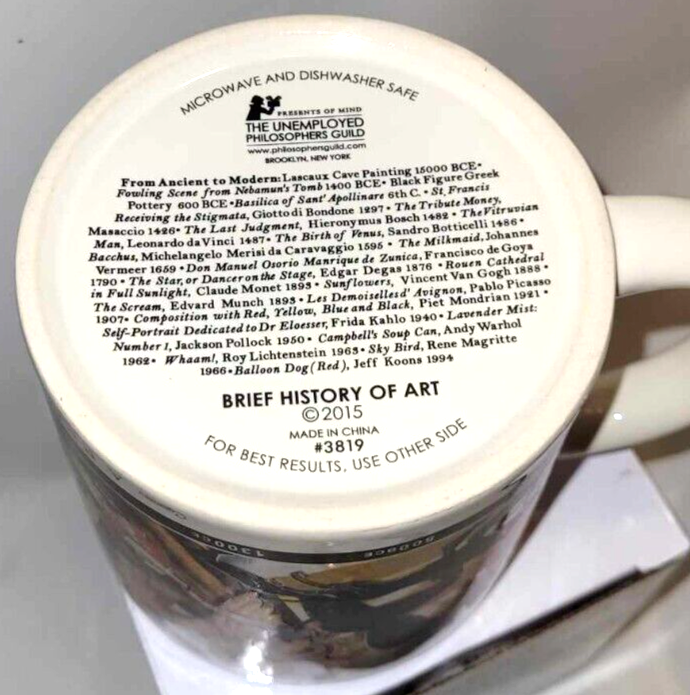 MICROWAVE AND DISHWASHER SAFE
PRESENTS OF MIND
THE UNEMPLOYED
PHILOSOPHERS GUILD
www.philosophersguild.com
BROOKLYN, NEW YORK
From Ancient to Modern: Lascaux Cave Painting 15000 BCE•
Fowling Scene from Nebamun's Tomb 1400 BCE• Black Figure Greek
Pottery 600 BCE •Basilica of Sant' Apollinare 6th C. • St. Francis
Receiving the Stigmata, Giotto di Bondone 1297 • The Tribute Money,
Masaccio 1426• The Last Judgment, Hieronymus Bosch 1482 • The Vitruvian
Man, Leonardo da Vinci 1487 • The Birth of Venus, Sandro Botticelli 1486 •
Bacchus, Michelangelo Merisi da Caravaggio 1595 • The Milkmaid, Johannes
Vermeer 1659 •Don Manuel Osorio Manrique de Zunica, Francisco de Goya
1790 • The Star, or Dancer on the Stage, Edgar Degas 1876 • Rouen Cathedral
in Full Sunlight, Claude Monet 1893 • Sunflowers, Vincent Van Gogh 1888 •
The Scream, Edvard Munch 1893 • Les Demoiselles d' Avignon, Pablo Picasso
1907• Composition with Red, Yellow, Blue and Black, Piet Mondrian 1921 •
Self-Portrait Dedicated to Dr Eloesser, Frida Kahlo 1940 • Lavender Mist:
Number 1, Jackson Pollock 1950 • Campbell's Soup Can, Andy Warhol
1962• Whaam!, Roy Lichtenstein 1963• Sky Bird, Rene Magritte
1966•Balloon Dog (Red), Jeff Koons 1994
BRIEF HISTORY OF ART
©2015
MADE IN CHINA
#3819
FOR BEST RESULTS, USE OTHER SIDE
1300BCE
500BCE